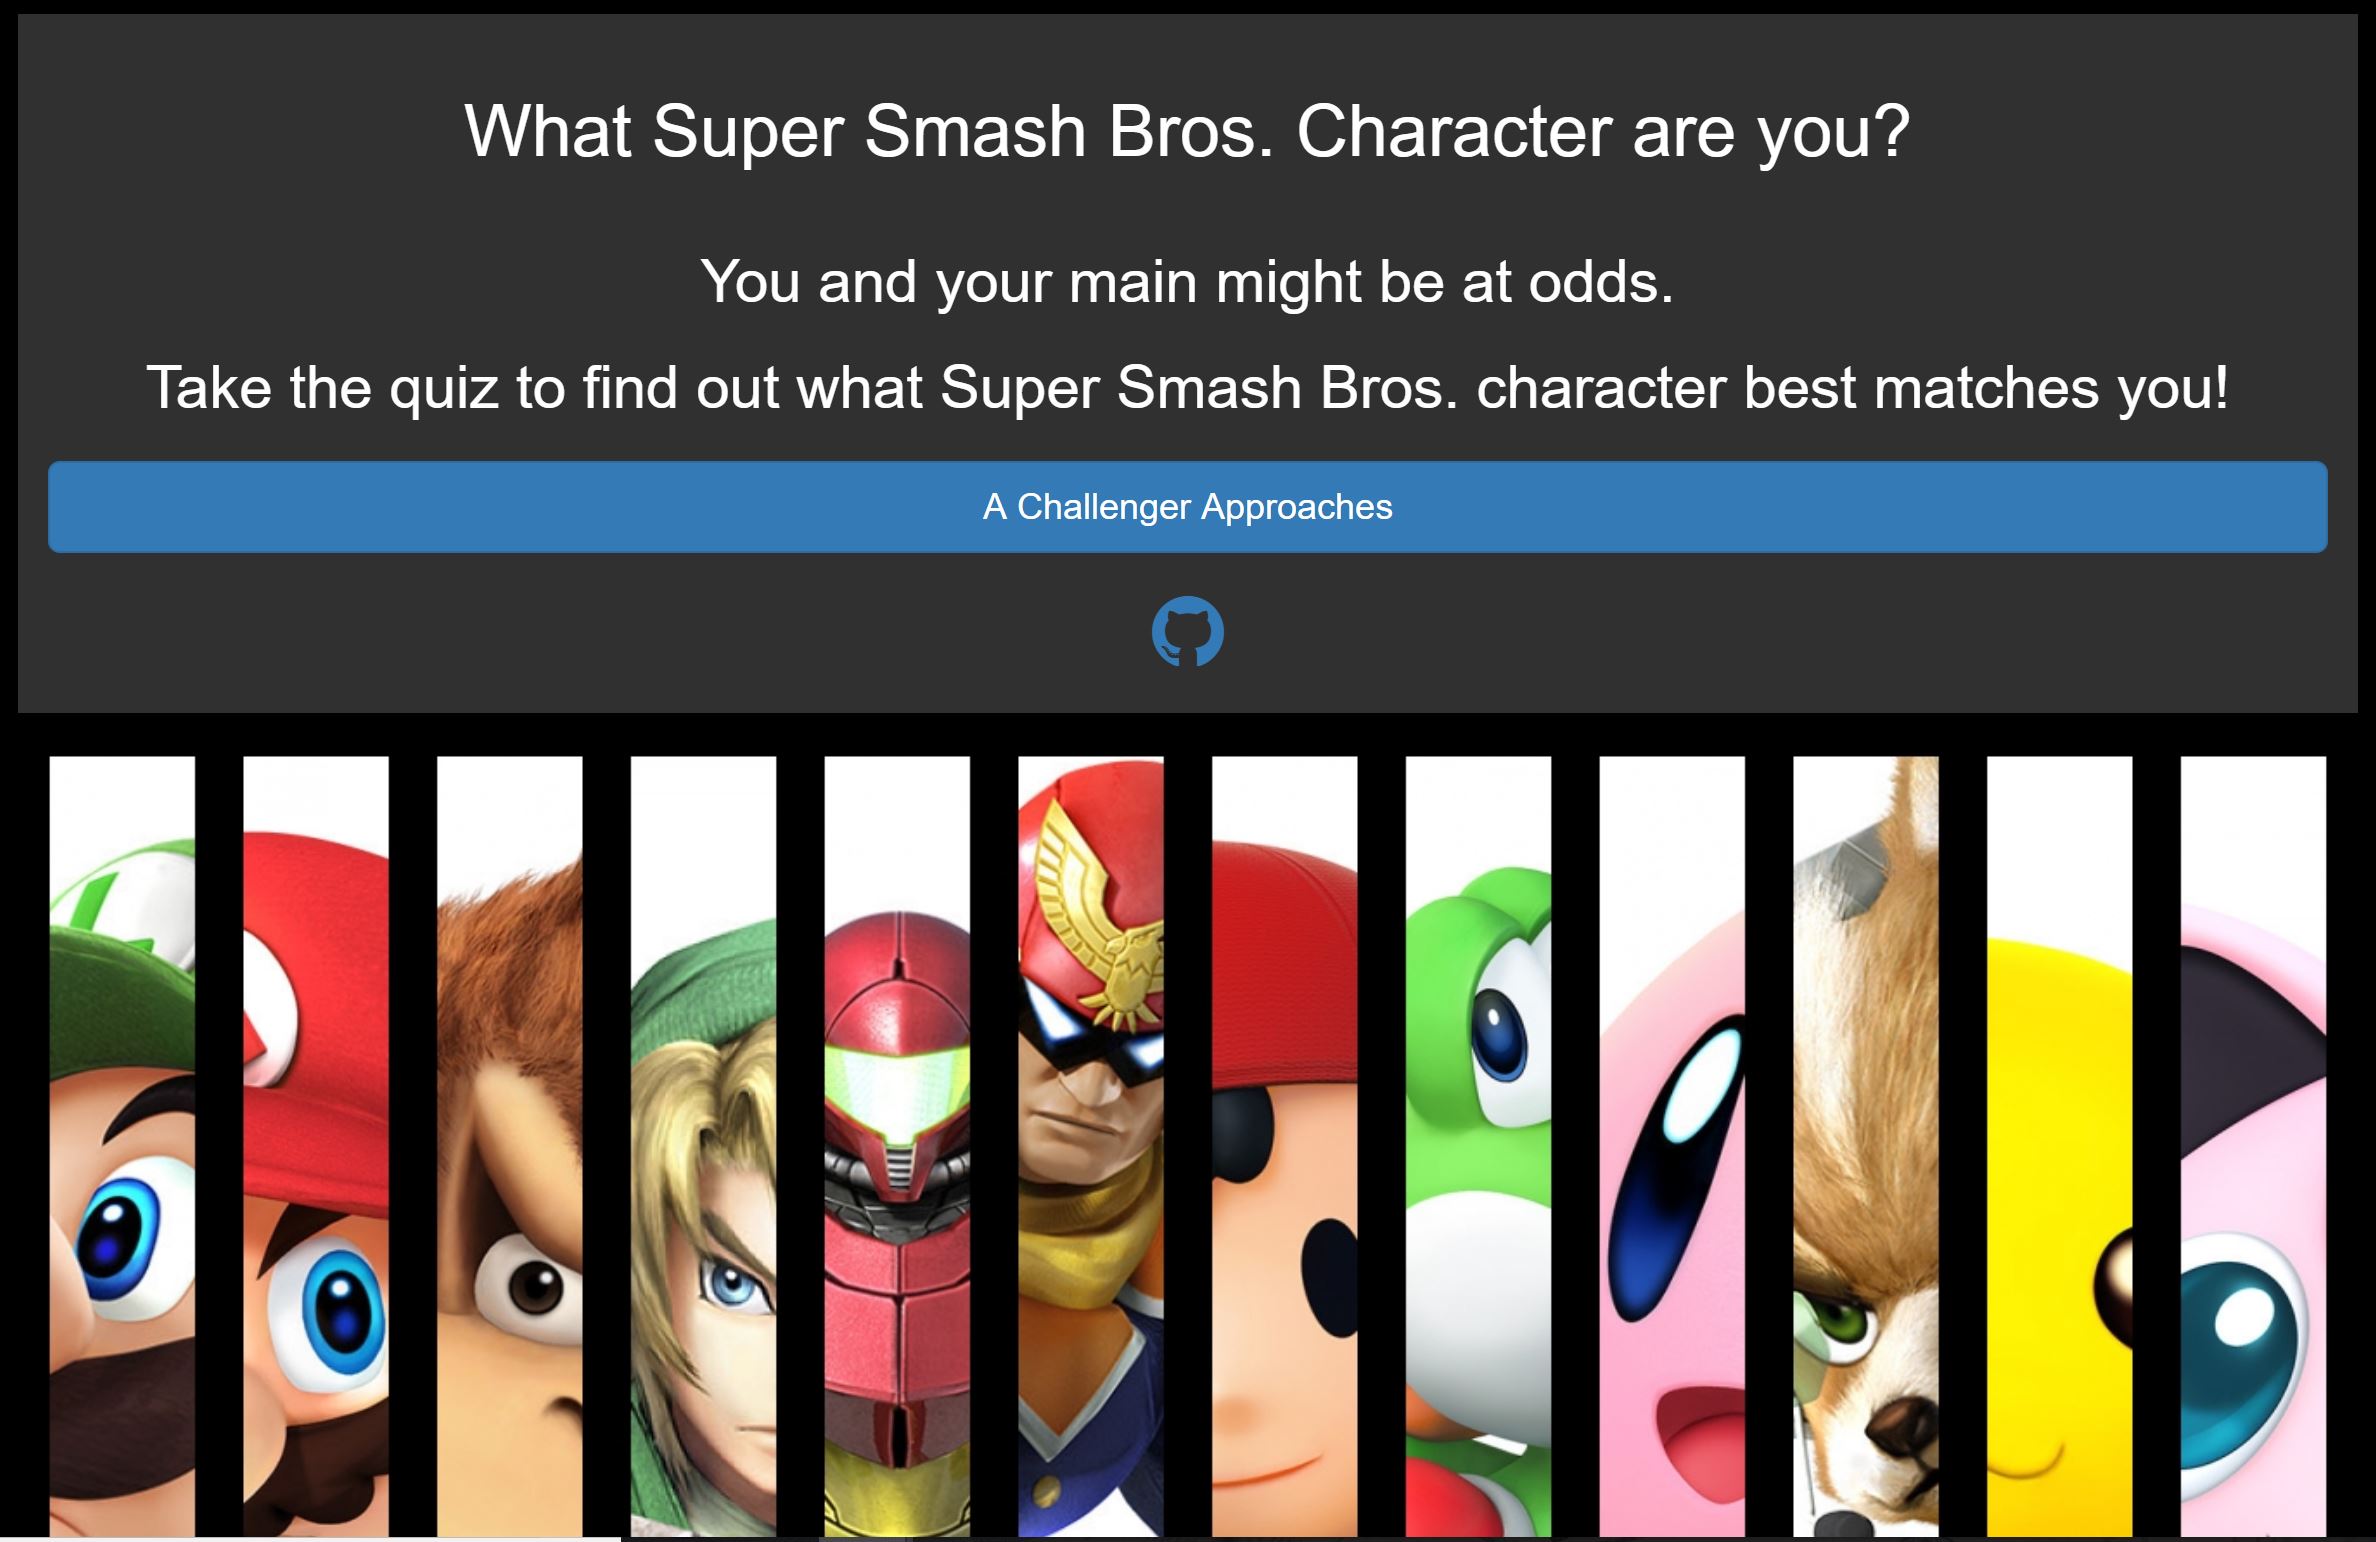 What Super Smash Bros. Character are you?
You and your main might be at odds.
Take the quiz to find out what Super Smash Bros. character best matches you!
A Challenger Approaches